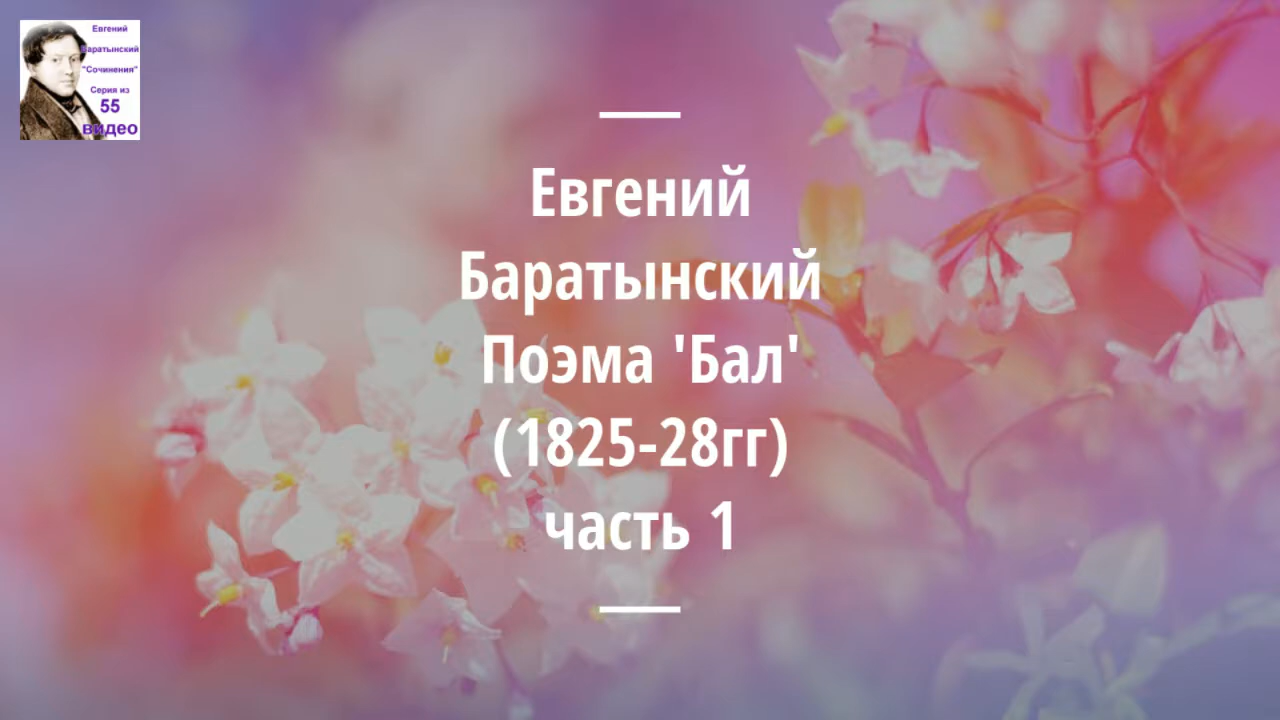 Евгений
Баратынский
"Сочинения"
Серия из
55
видео
Евгений
Баратынский
Поэма 'Бал'
(1825-28гг)
часть 1